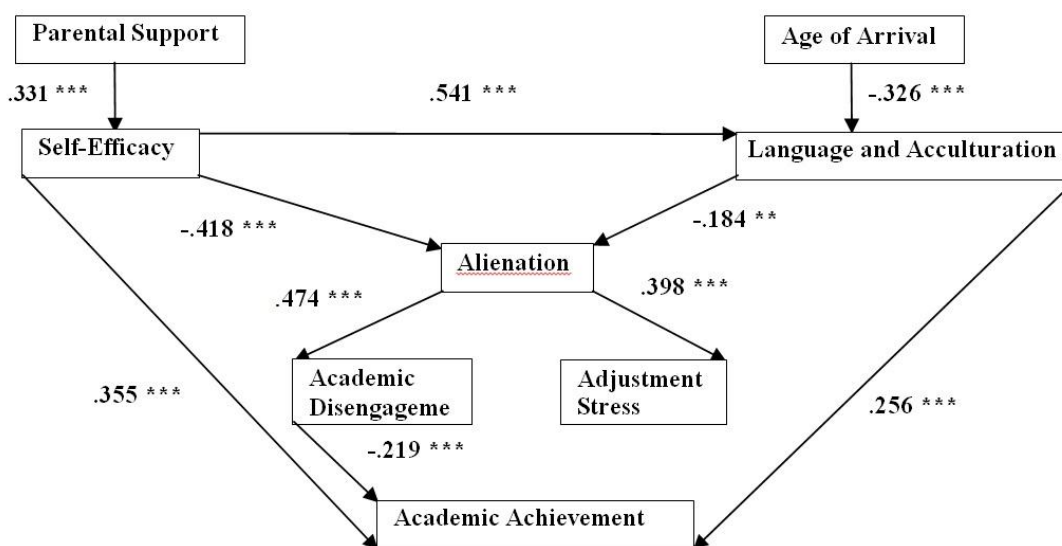 Parental Support
Age of Arrival
.331 ***
.541 ***
-.326 ***
Self-Efficacy
Language and Acculturation
-.418 ***
-.184 **
Alienation
.474 ***
.398 ***
Academic
Disengageme
Adjustment
Stress
.355 ***
.256 ***
-.219 ***
Academic Achievement